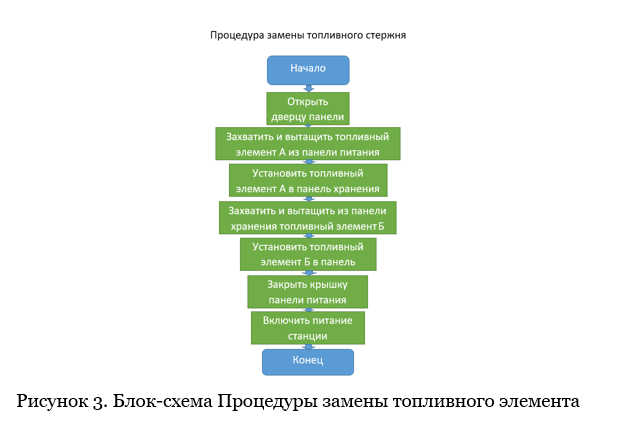 Процедура замены топливного стержня
Начало
Открыть
дверцу панели
Захватить и вытащить топливный
элемент А из панели питания
Установить топливный
элемент А в панель хранения
Захватить и вытащить из панели
хранения топливный элемент Б
Установить топливный
элемент Б в панель
Закрыть крышку
панели питания
Включить питание
станции
Конец
Рисунок 3. Блок-схема Процедуры замены топливного элемента